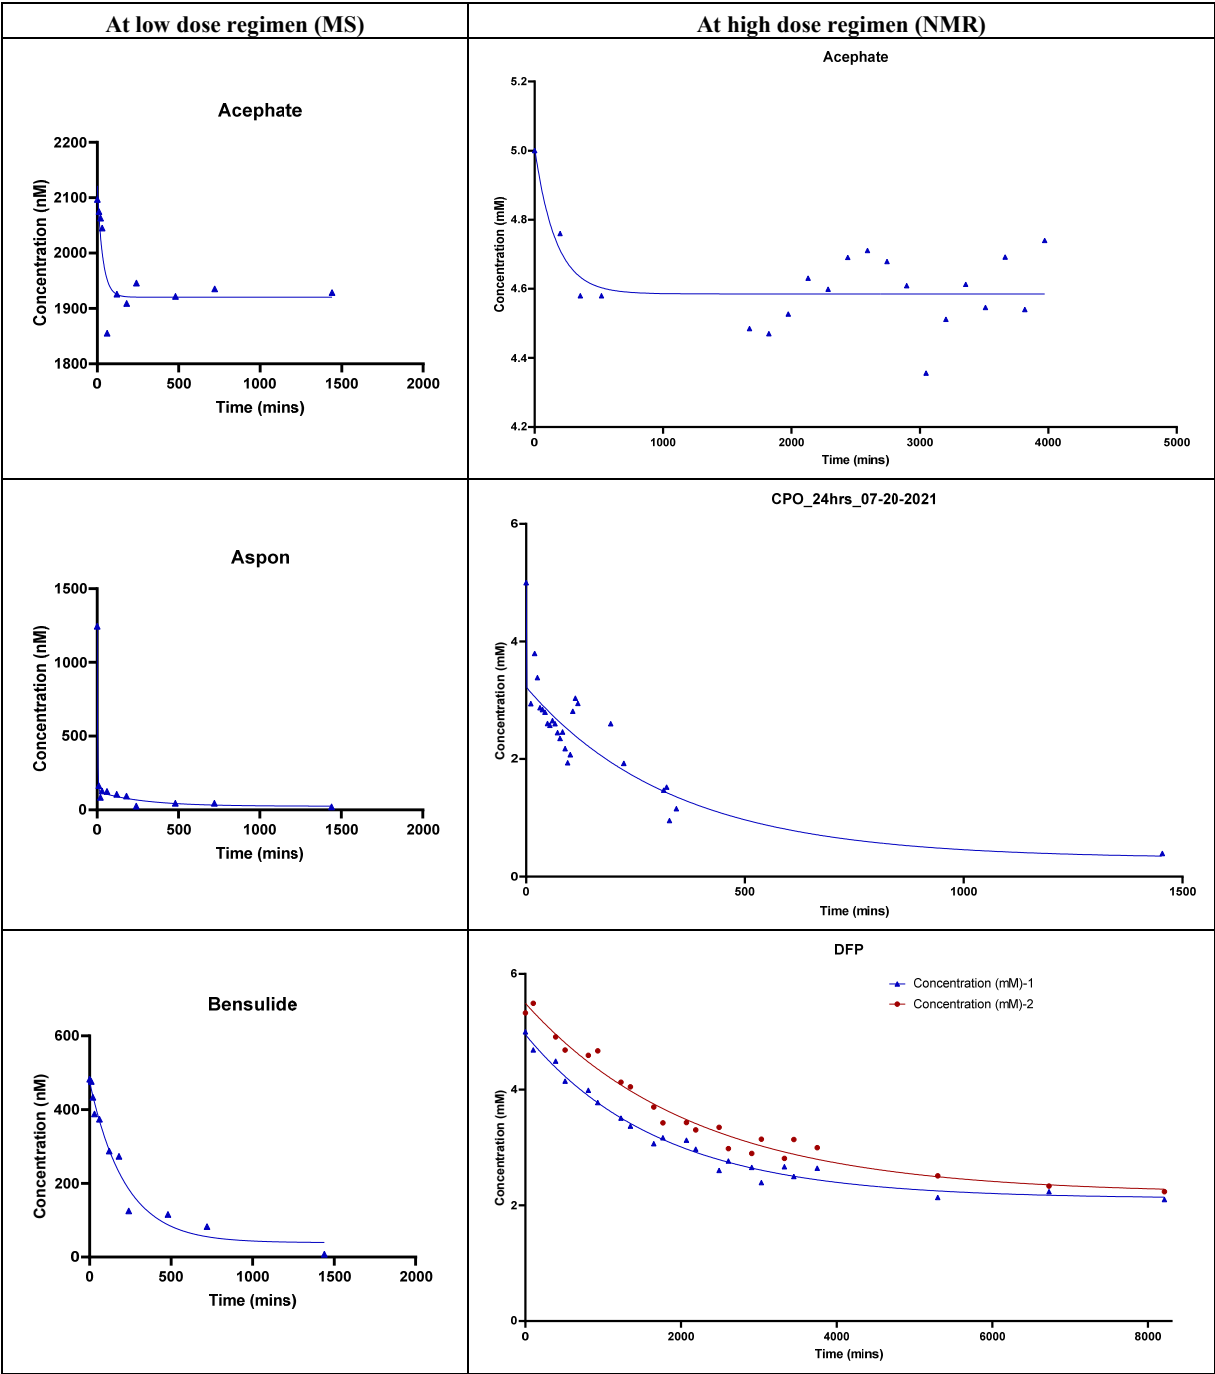 At low dose regimen (MS)
At high dose regimen (NMR)
Acephate
2200
2100
2000
1900
1800
0 500 1000 1500 2000
Concentration (nM)
Time (mins)
Acephate
5.2
5.0
4.8
4.6
4.4
4.2
0 1000 2000 3000 4000 5000
Concentration (mM)
Time (mins)
Aspon
1500
1000
500
0
0 500 1000 1500 2000
Concentration (nM)
Time (mins)
CPO_24hrs_07-20-2021
6
4
2
0
0 500 1000 1500
Concentration (mM)
Time (mins)
Bensulide
600
400
200
0
0 500 1000 1500 2000
Concentration (nM)
Time (mins)
DFP
Concentration (mM)-1
Concentration (mM)-2
6
4
2
0
0 2000 4000 6000 8000
Concentration (mM)
Time (mins)